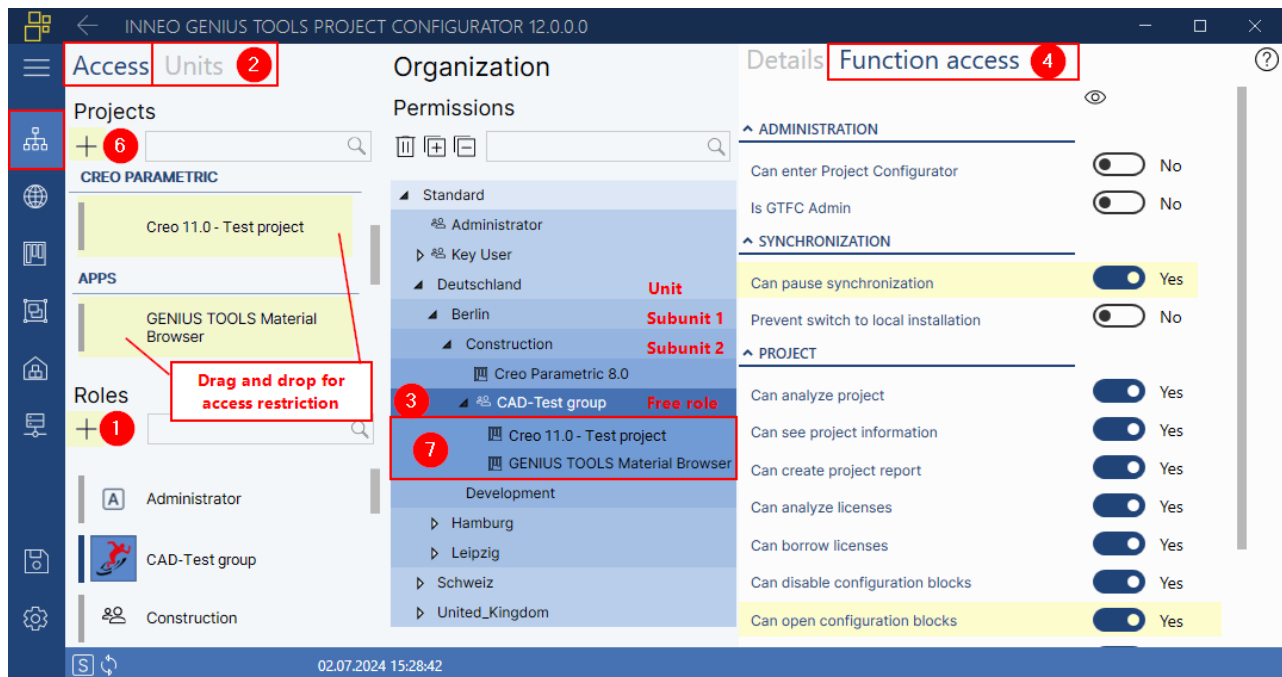 INNEO GENIUS TOOLS PROJECT CONFIGURATOR 12.0.0.0
Access Units 2
Projects
6
CREO PARAMETRIC
Creo 11.0 - Test project
APPS
GENIUS TOOLS Material
Browser
Drag and drop for
access restriction
Roles
1
A Administrator
CAD-Test group
Construction
Organization
Permissions
Standard
Administrator
Key User
Deutschland Unit
Berlin Subunit 1
Construction Subunit 2
Creo Parametric 8.0
3 CAD-Test group Free role
7
Creo 11.0 - Test project
GENIUS TOOLS Material Browser
Development
Hamburg
Leipzig
Schweiz
United_Kingdom
Details Function access 4
?
ADMINISTRATION
Can enter Project Configurator No
Is GTFC Admin No
SYNCHRONIZATION
Can pause synchronization Yes
Prevent switch to local installation No
PROJECT
Can analyze project Yes
Can see project information Yes
Can create project report Yes
Can analyze licenses Yes
Can borrow licenses Yes
Can disable configuration blocks Yes
Can open configuration blocks Yes
S 02.07.2024 15:28:42